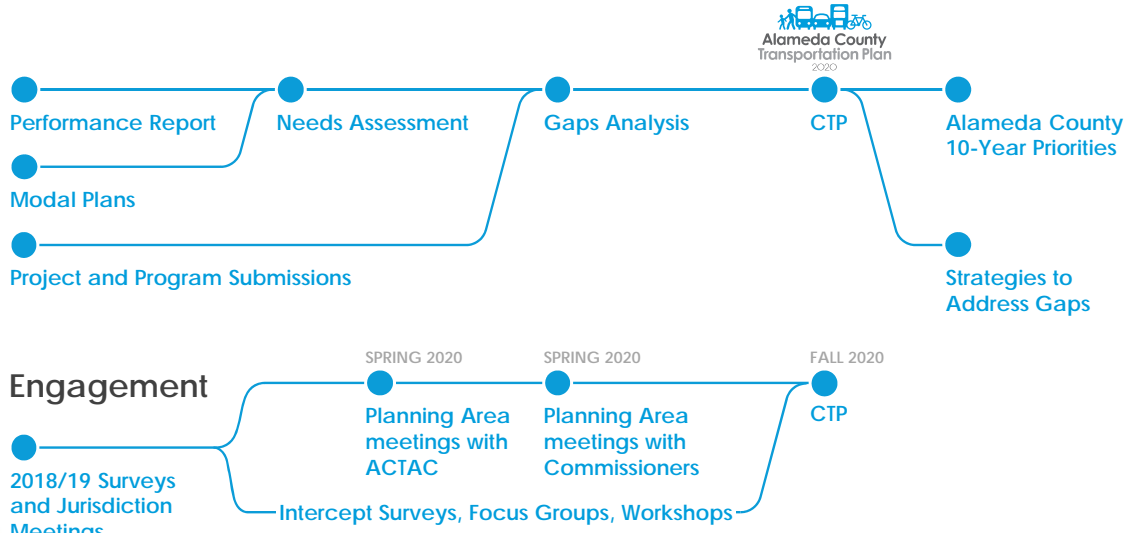 Alameda County
Transportation Plan
2020
Performance Report
Needs Assessment
Gaps Analysis
CTP
Alameda County
10-Year Priorities
Modal Plans
Project and Program Submissions
Strategies to
Address Gaps
Engagement
SPRING 2020
SPRING 2020
FALL 2020
Planning Area
meetings with
ACTAC
Planning Area
meetings with
Commissioners
CTP
2018/19 Surveys
and Jurisdiction
Meetings
Intercept Surveys, Focus Groups, Workshops